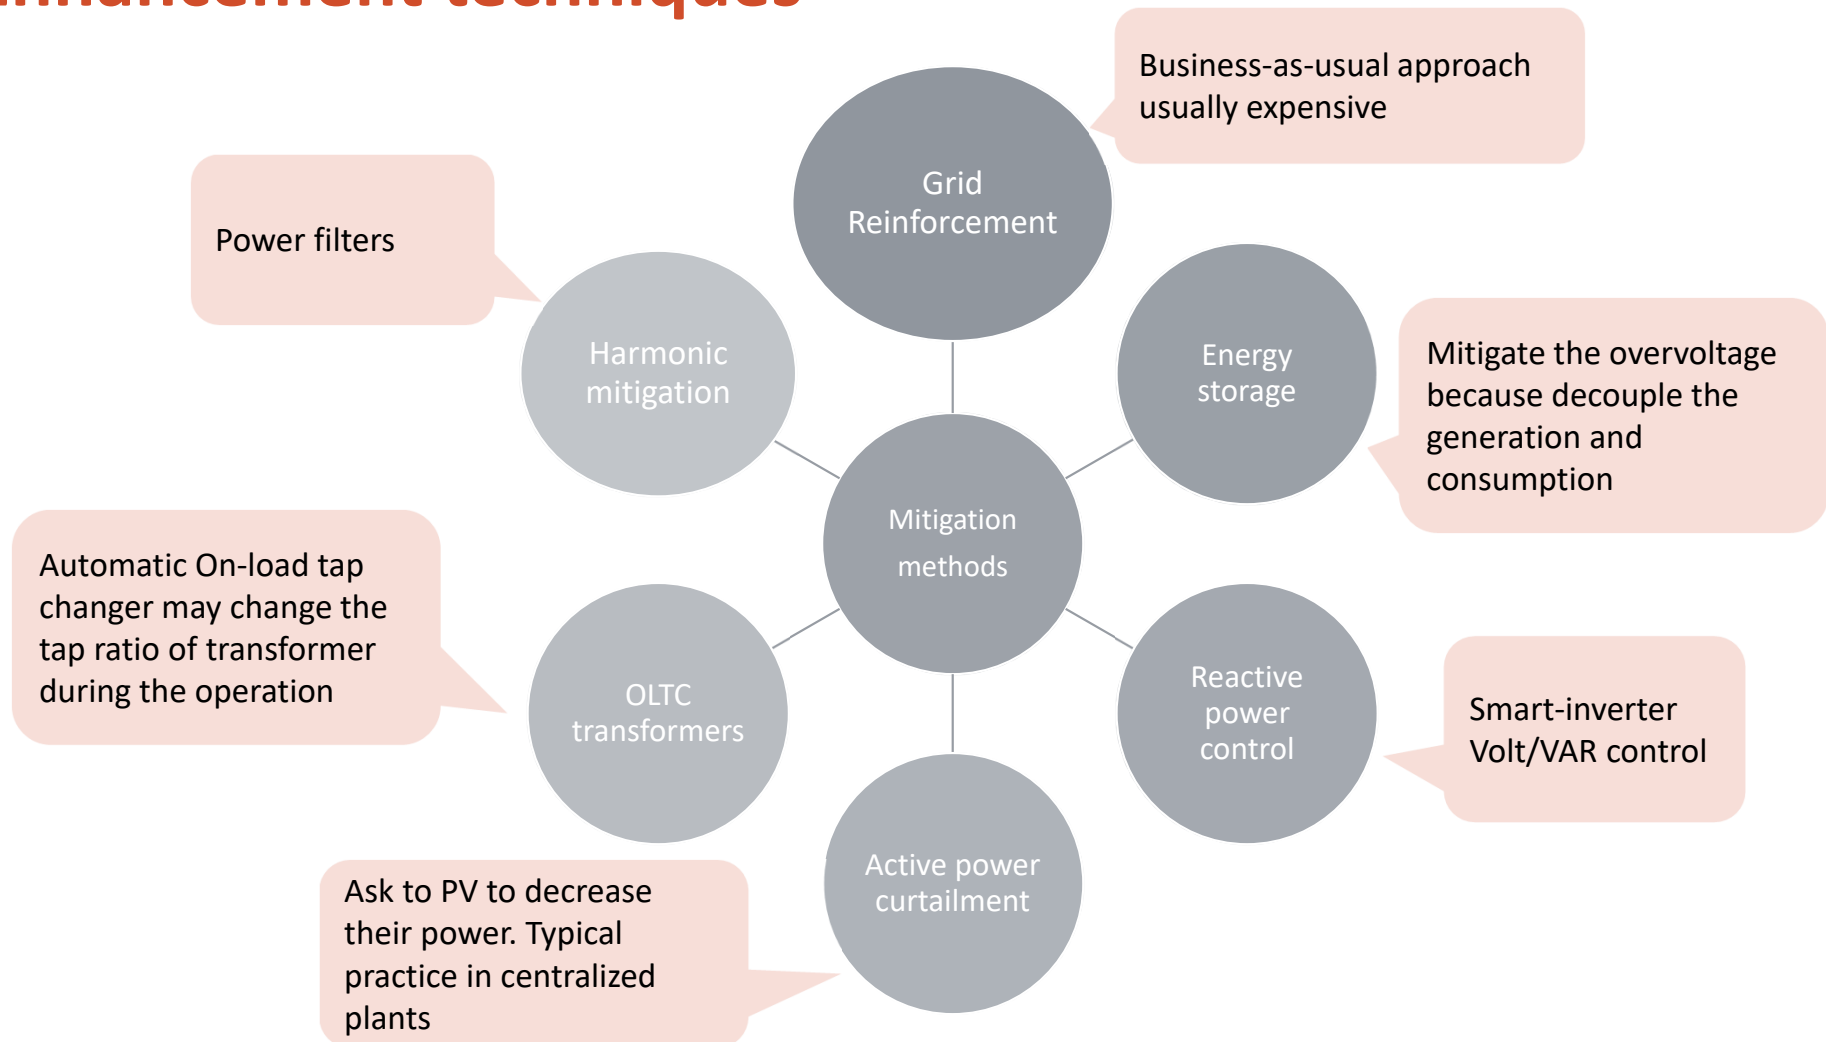 enhancement techniques
Business-as-usual approach
usually expensive
Grid
Reinforcement
Power filters
Harmonic
mitigation
Energy
storage
Mitigate the overvoltage
because decouple the
generation and
consumption
Mitigation
methods
Automatic On-load tap
changer may change the
tap ratio of transformer
during the operation
OLTC
transformers
Reactive
power
control
Smart-inverter
Volt/VAR control
Active power
curtailment
Ask to PV to decrease
their power. Typical
practice in centralized
plants